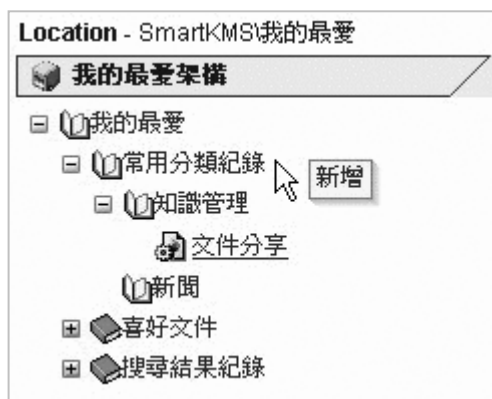 Location - SmartKMS\我的最愛
我的最愛架構
我的最愛
常用分類紀錄
新增
知識管理
文件分享
新聞
喜好文件
搜尋結果紀錄